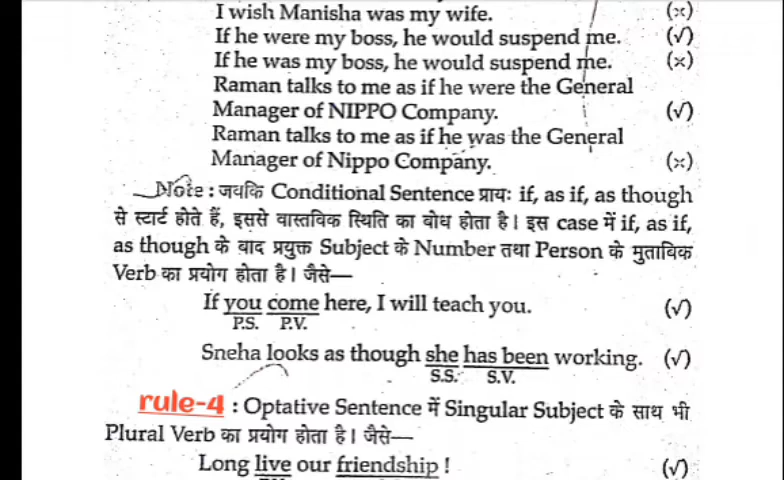 I wish Manisha was my wife. (×)
If he were my boss, he would suspend me. (√)
If he was my boss, he would suspend me. (×)
Raman talks to me as if he were the General
Manager of NIPPO Company. (√)
Raman talks to me as if he was the General
Manager of Nippo Company. (×)
Note : जबकि Conditional Sentence प्रायः if, as if, as though
से स्टार्ट होते हैं, इससे वास्तविक स्थिति का बोध होता है। इस case में if, as if,
as though के बाद प्रयुक्त Subject के Number तथा Person के मुताबिक
Verb का प्रयोग होता है। जैसे—
If you come here, I will teach you. (√)
P.S. P.V.
Sneha looks as though she has been working. (√)
S.S. S.V.
rule-4 : Optative Sentence में Singular Subject के साथ भी
Plural Verb का प्रयोग होता है। जैसे—
Long live our friendship ! (√)